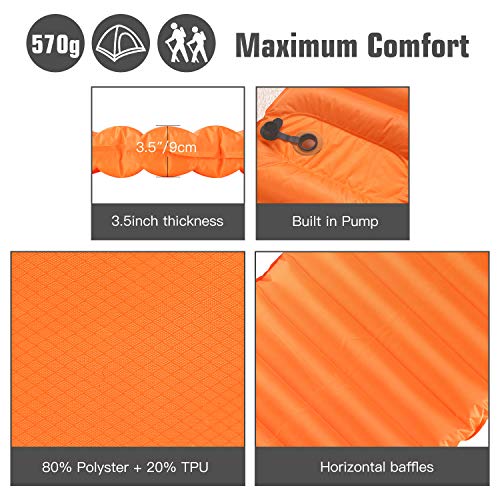 570g
Maximum Comfort
3.5"/9cm
3.5inch thickness
Built in Pump
80% Polyster + 20% TPU
Horizontal baffles